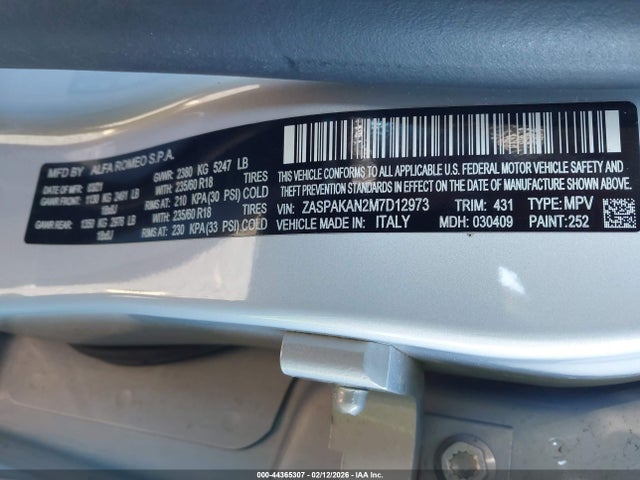 MFD BY ALFA ROMEO S.P.A.
DATE OF MFR 03/21 GVWR: 2380 KG 5247 LB
GAWR FRONT: 1130 KG 2491 LB WITH: 235/60 R18 TIRES
RIMS AT: 210 KPA (30 PSI) COLD
GAWR REAR: 1350 KG 2976 LB WITH: 235/60 R18 TIRES
RIMS AT: 230 KPA (33 PSI) COLD
THIS VEHICLE CONFORMS TO ALL APPLICABLE U.S. FEDERAL MOTOR VEHICLE SAFETY
AND THEFT PREVENTION STANDARDS IN EFFECT ON THE DATE OF MANUFACTURE
VIN: ZASPAKAN2M7D12973 TRIM: 431 TYPE: MPV
VEHICLE MADE IN: ITALY MDH: 030409 PAINT: 252
000-44365307 - 02/12/2026 - IAA Inc.